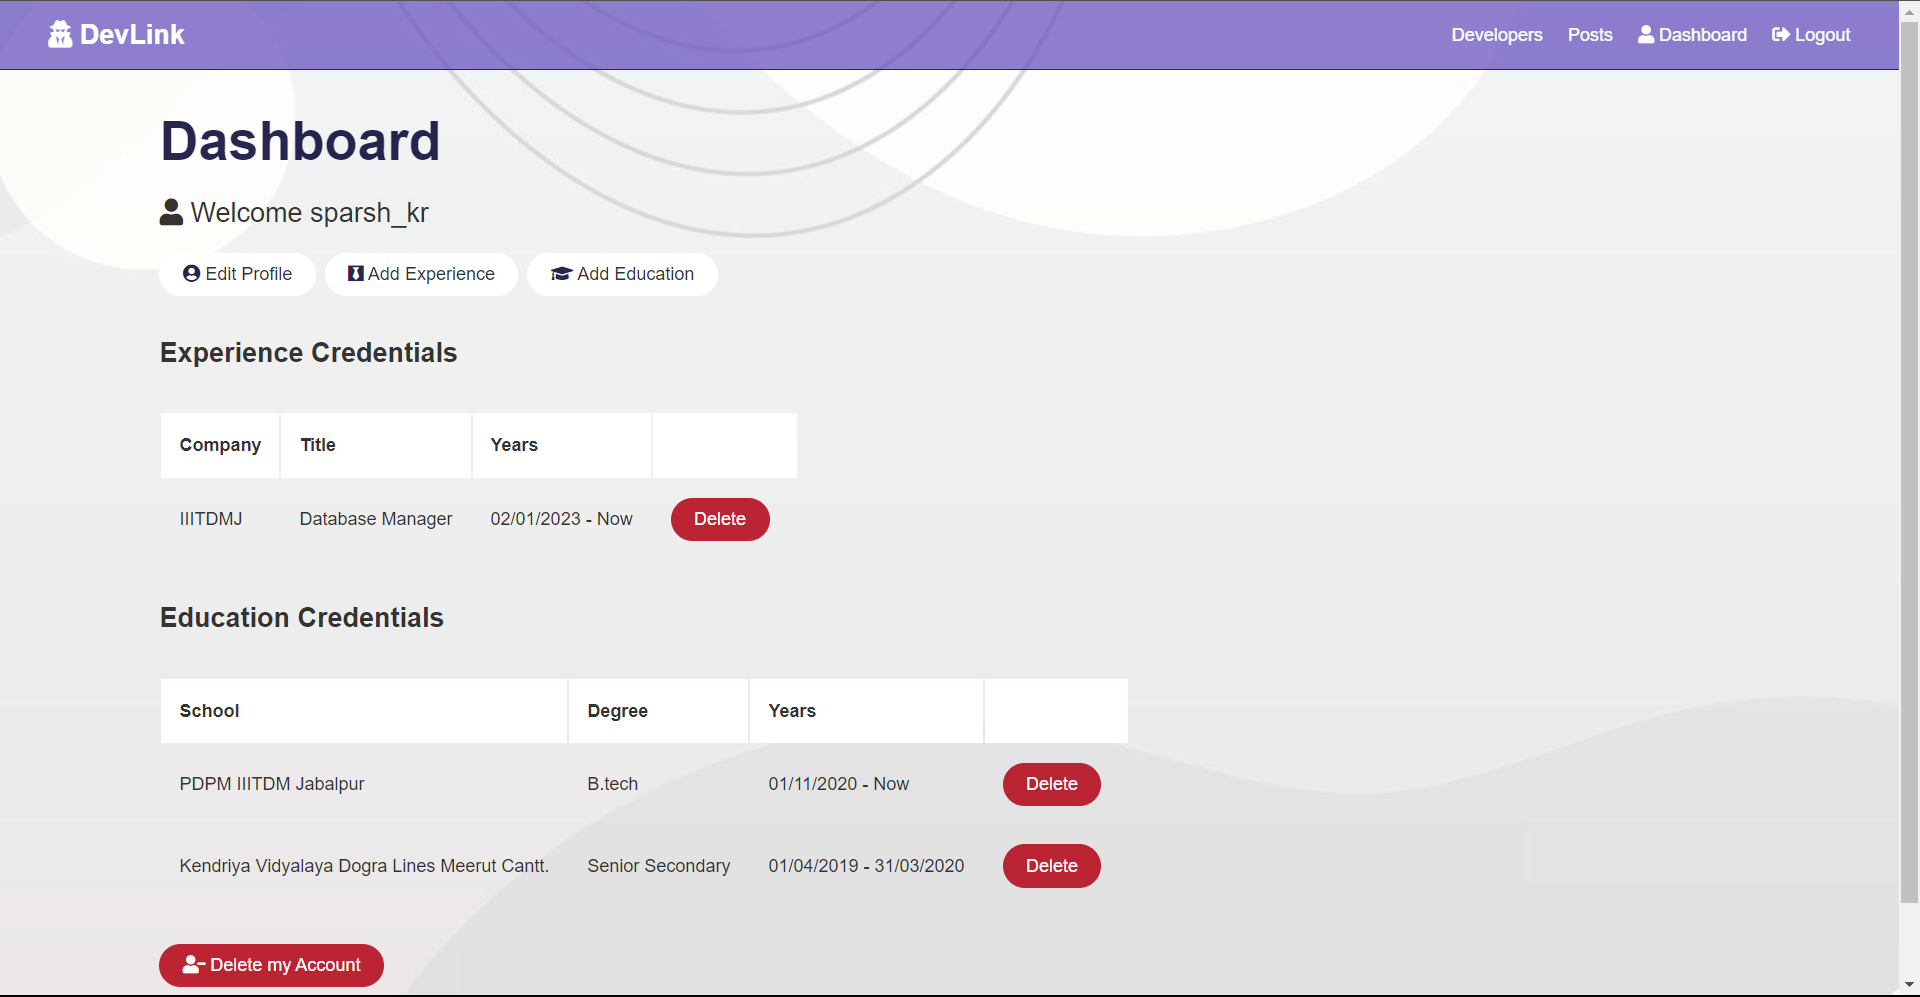 DevLink Developers Posts Dashboard Logout
Dashboard
Welcome sparsh_kr
Edit Profile Add Experience Add Education
Experience Credentials
Company Title Years
IIITDMJ Database Manager 02/01/2023 - Now Delete
Education Credentials
School Degree Years
PDPM IIITDM Jabalpur B.tech 01/11/2020 - Now Delete
Kendriya Vidyalaya Dogra Lines Meerut Cantt. Senior Secondary 01/04/2019 - 31/03/2020 Delete
Delete my Account